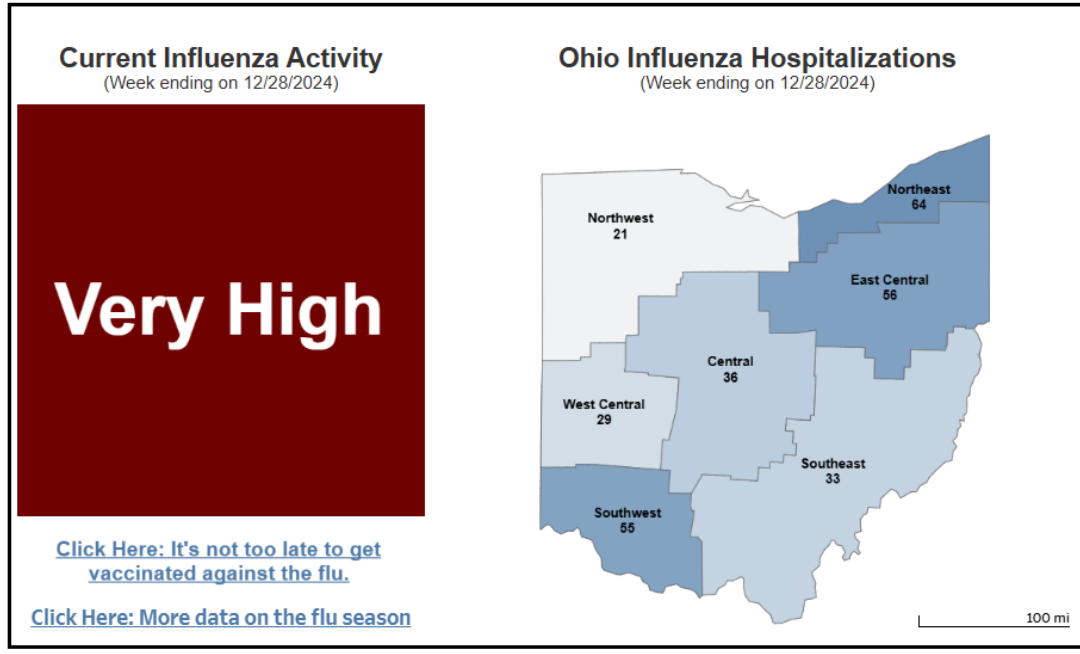 Current Influenza Activity
(Week ending on 12/28/2024)
Very High
Click Here: It's not too late to get
vaccinated against the flu.
Click Here: More data on the flu season
Ohio Influenza Hospitalizations
(Week ending on 12/28/2024)
Northeast
64
Northwest
21
East Central
56
Central
36
West Central
29
Southeast
33
Southwest
55
100 mi